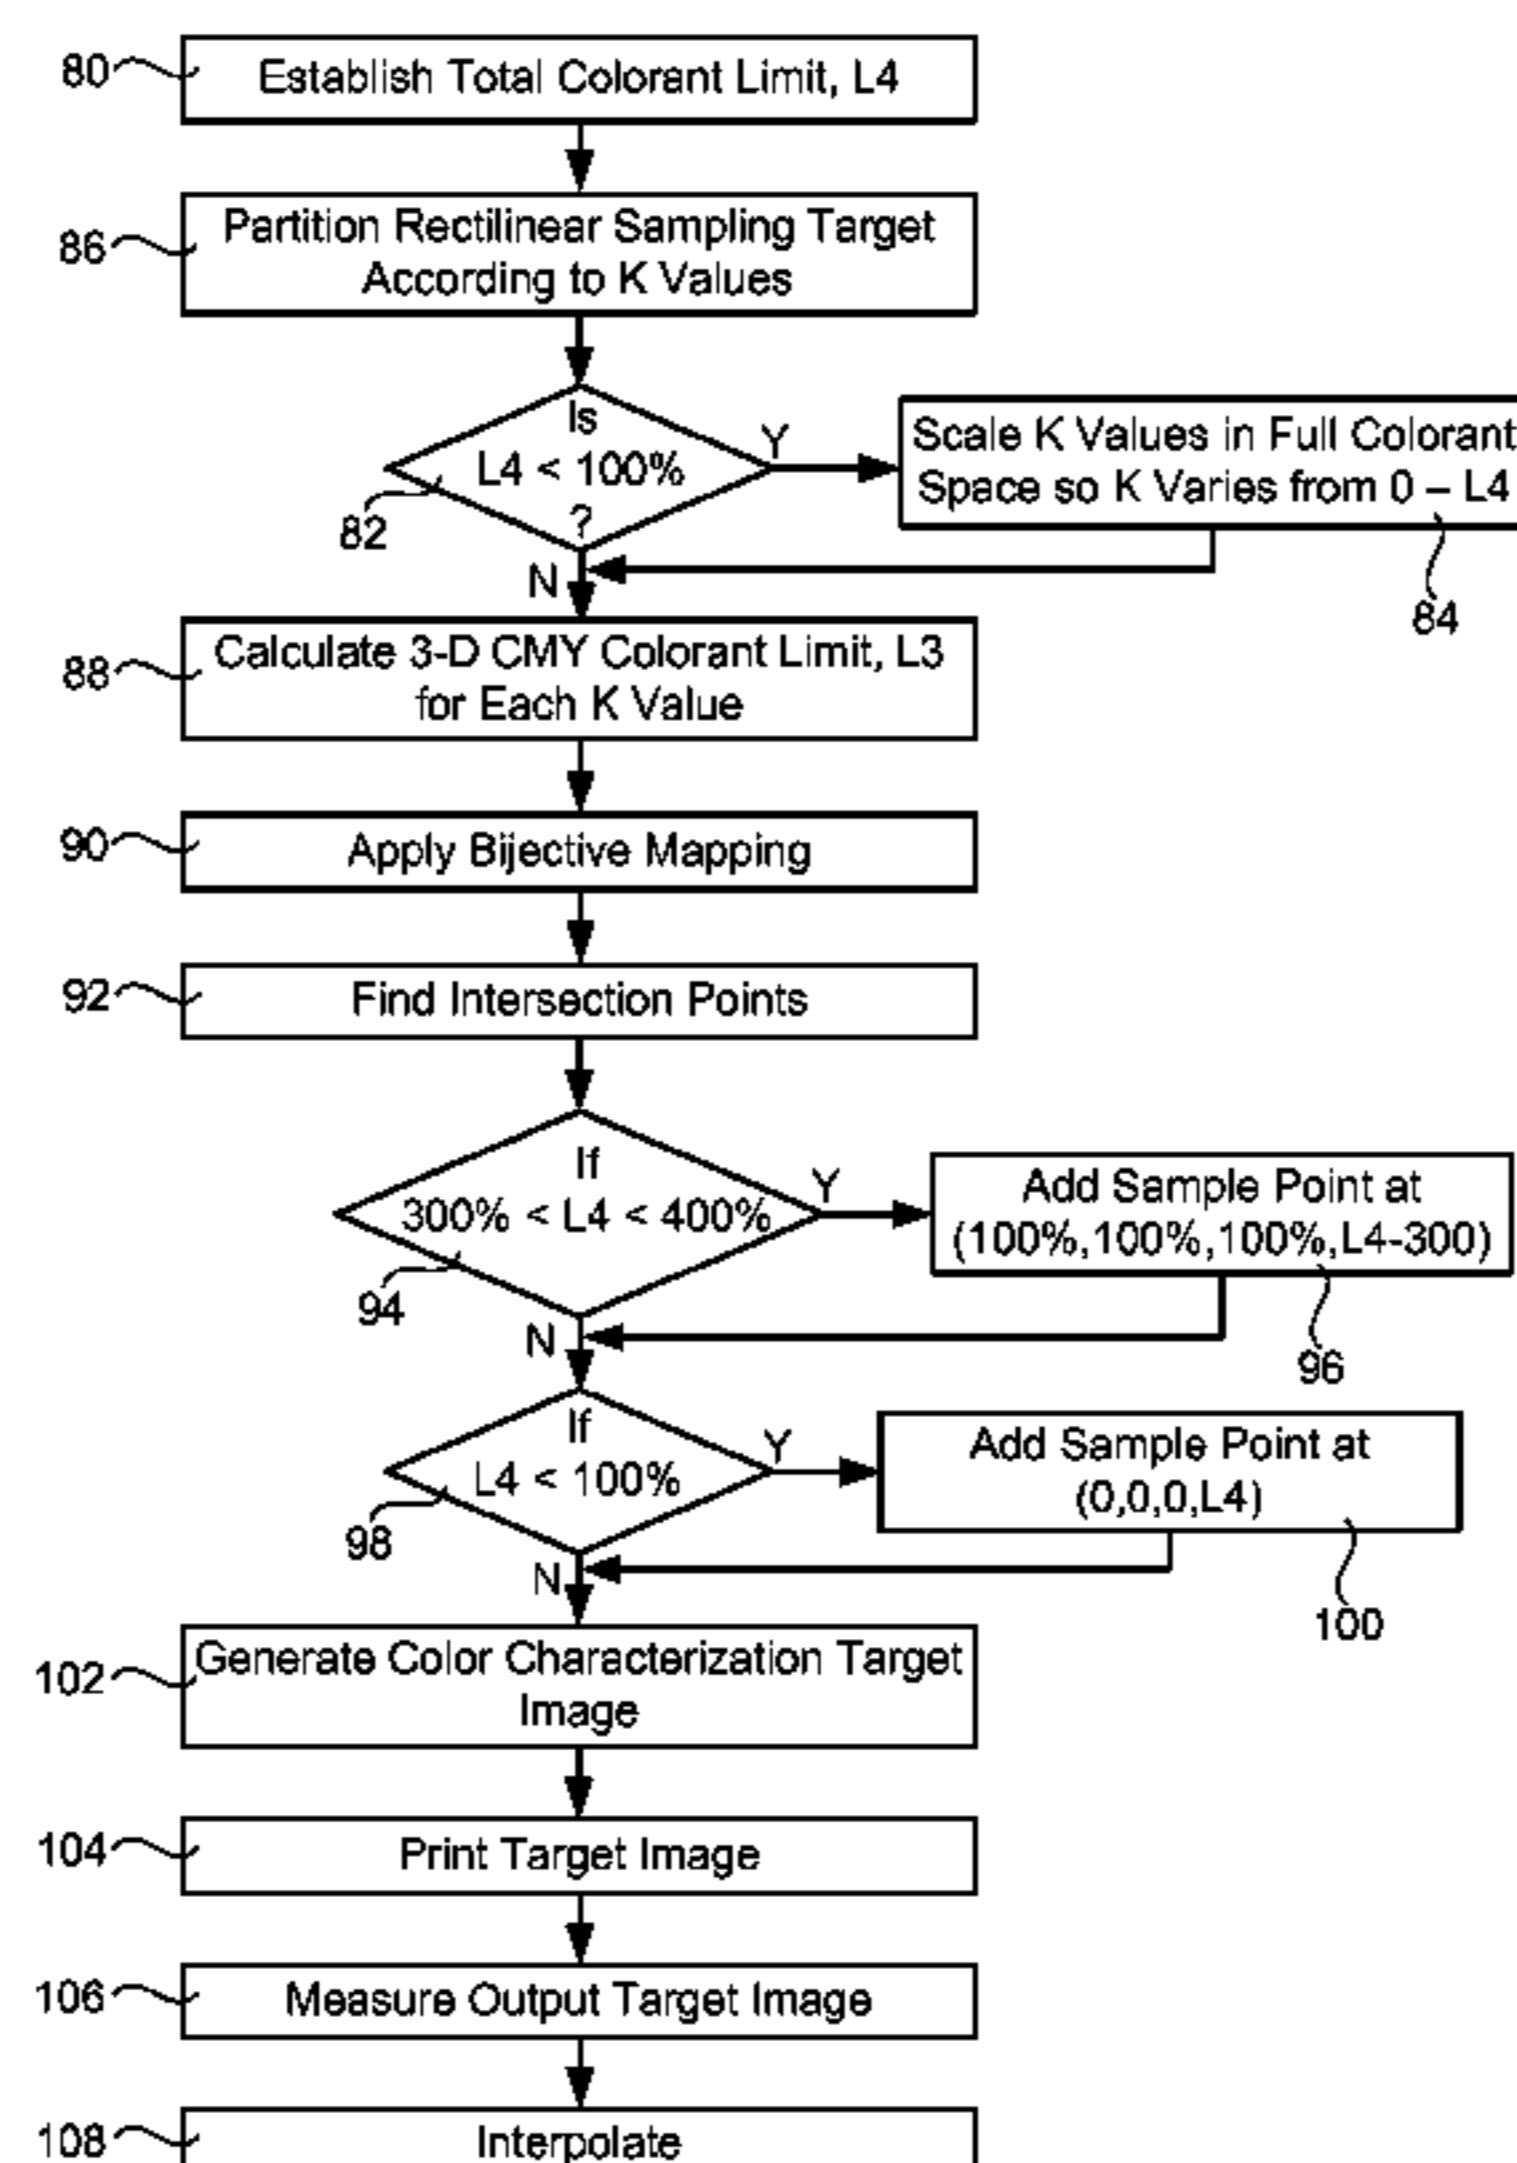 80
Establish Total Colorant Limit, L4
86
Partition Rectilinear Sampling Target
According to K Values
Is
L4 < 100%
?
82
Y
N
Scale K Values in Full Colorant
Space so K Varies from 0 – L4
84
88
Calculate 3-D CMY Colorant Limit, L3
for Each K Value
90
Apply Bijective Mapping
92
Find Intersection Points
If
300% < L4 < 400%
94
Y
N
Add Sample Point at
(100%,100%,100%,L4-300)
96
If
L4 < 100%
98
Y
N
Add Sample Point at
(0,0,0,L4)
100
102
Generate Color Characterization Target
Image
104
Print Target Image
106
Measure Output Target Image
108
Interpolate